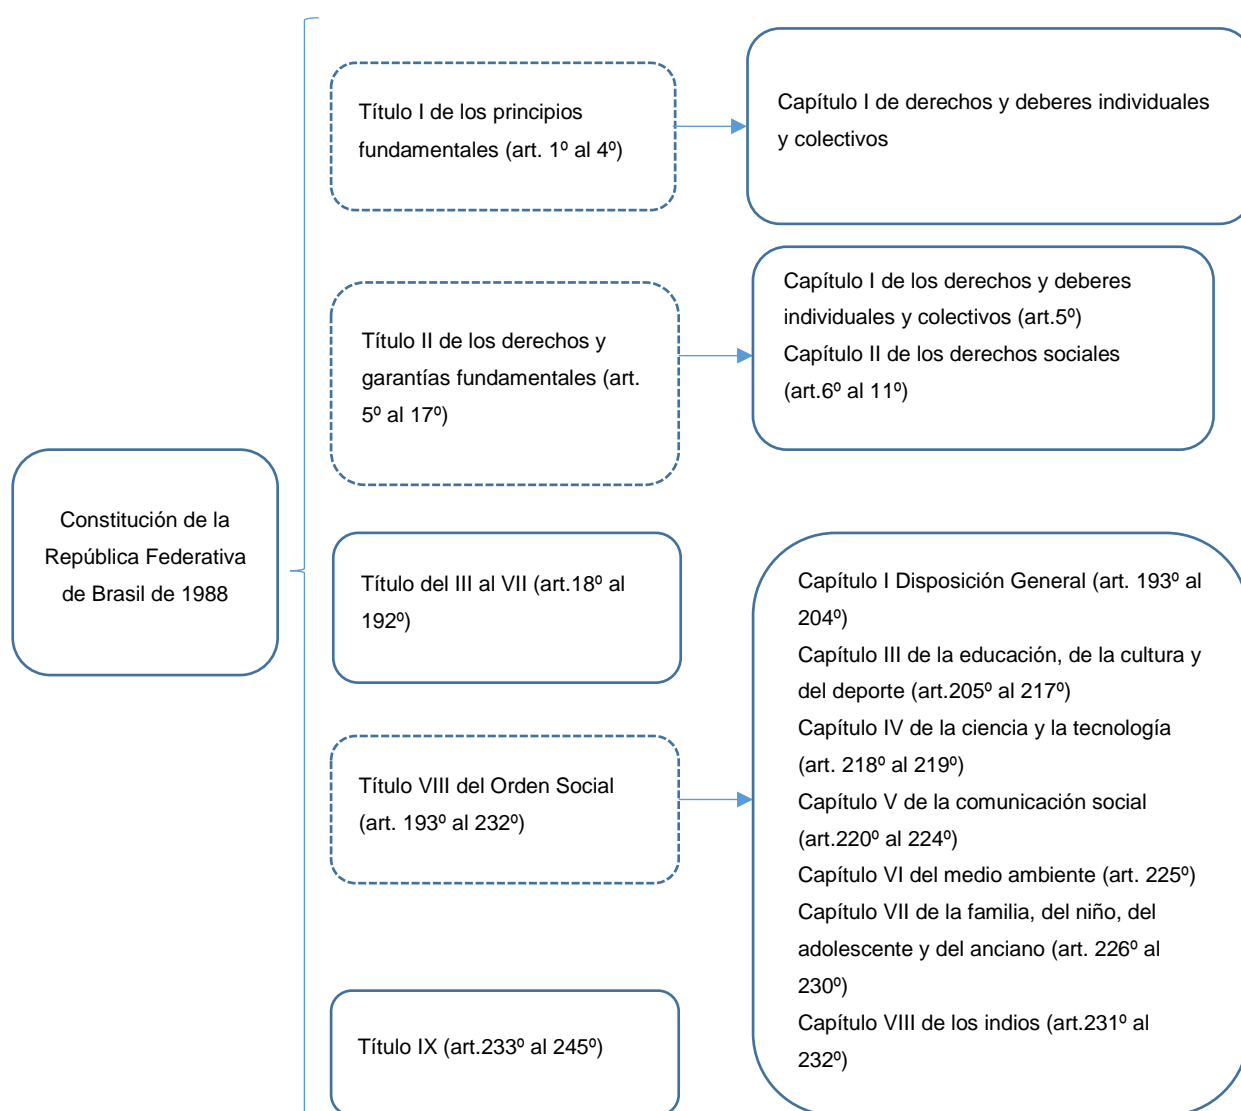 Título I de los principios
fundamentales (art. 1º al 4º)
Capítulo I de derechos y deberes individuales
y colectivos
Título II de los derechos y
garantías fundamentales (art.
5º al 17º)
Capítulo I de los derechos y deberes
individuales y colectivos (art.5º)
Capítulo II de los derechos sociales
(art.6º al 11º)
Constitución de la
República Federativa
de Brasil de 1988
Título del III al VII (art.18º al
192º)
Título VIII del Orden Social
(art. 193º al 232º)
Capítulo I Disposición General (art. 193º al
204º)
Capítulo III de la educación, de la cultura y
del deporte (art.205º al 217º)
Capítulo IV de la ciencia y la tecnología
(art. 218º al 219º)
Capítulo V de la comunicación social
(art.220º al 224º)
Capítulo VI del medio ambiente (art. 225º)
Capítulo VII de la familia, del niño, del
adolescente y del anciano (art. 226º al
230º)
Capítulo VIII de los indios (art.231º al
232º)
Título IX (art.233º al 245º)